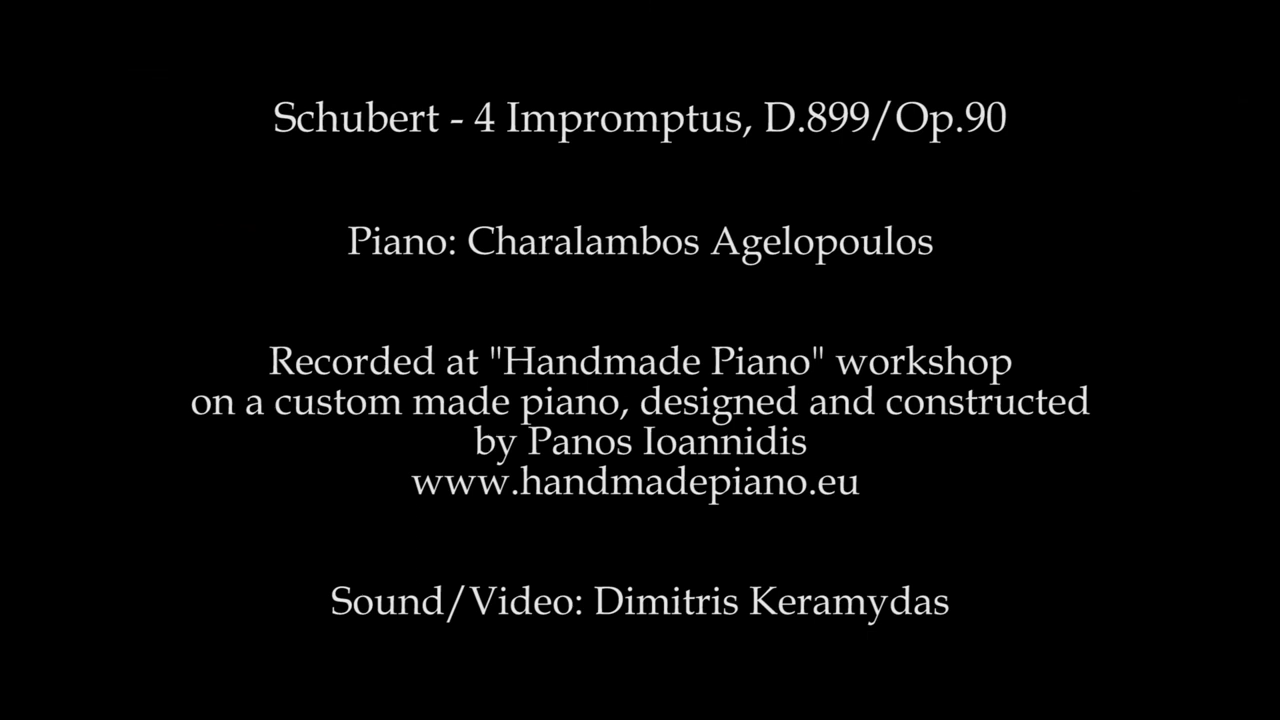 Schubert - 4 Impromptus, D.899/Op.90
Piano: Charalambos Agelopoulos
Recorded at "Handmade Piano" workshop
on a custom made piano, designed and constructed
by Panos Ioannidis
www.handmadepiano.eu
Sound/Video: Dimitris Keramydas